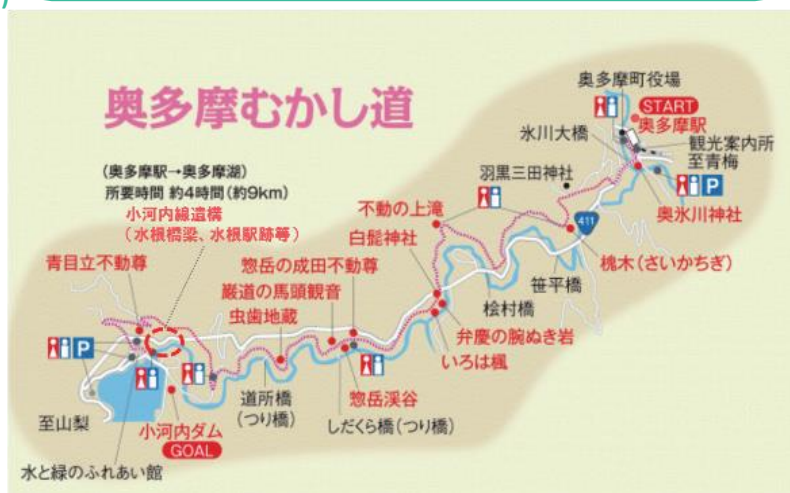 奥多摩むかし道
(奥多摩駅→奥多摩湖)
所要時間 約4時間(約9km)
小河内線遺構
(水根橋梁、水根駅跡等)
奥多摩町役場
START
奥多摩駅
氷川大橋
観光案内所
至青梅
P
羽黒三田神社
奥氷川神社
不動の上滝
411
白髭神社
槐木(さいかちぎ)
笹平橋
桧村橋
弁慶の腕ぬき岩
いろは楓
青目立不動尊
惣岳の成田不動尊
巌道の馬頭観音
虫歯地蔵
P
道所橋
(つり橋)
惣岳渓谷
しだくら橋(つり橋)
至山梨
小河内ダム
GOAL
水と緑のふれあい館